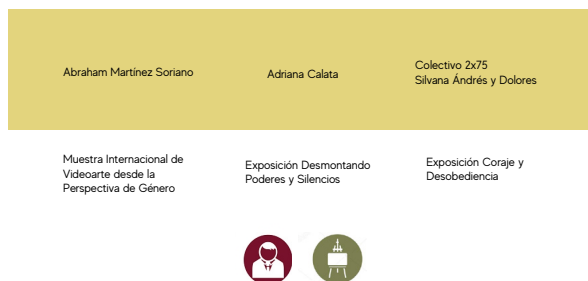 Abraham Martínez Soriano
Adriana Calata
Colectivo 2x75
Silvana Ándrés y Dolores
Muestra Internacional de
Videoarte desde la
Perspectiva de Género
Exposición Desmontando
Poderes y Silencios
Exposición Coraje y
Desobediencia